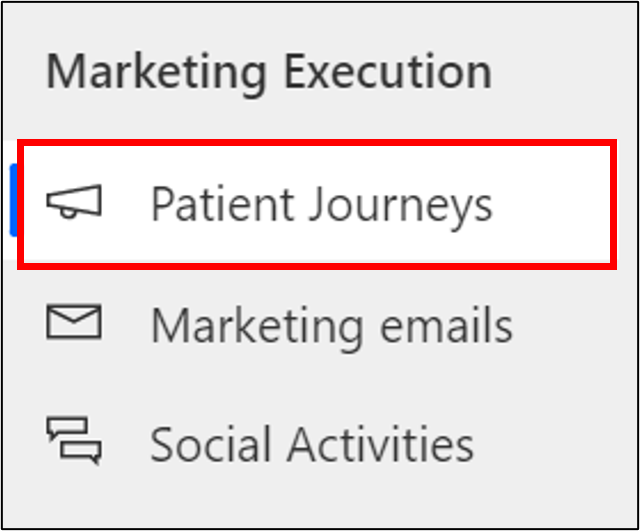 Marketing Execution
Patient Journeys
Marketing emails
Social Activities